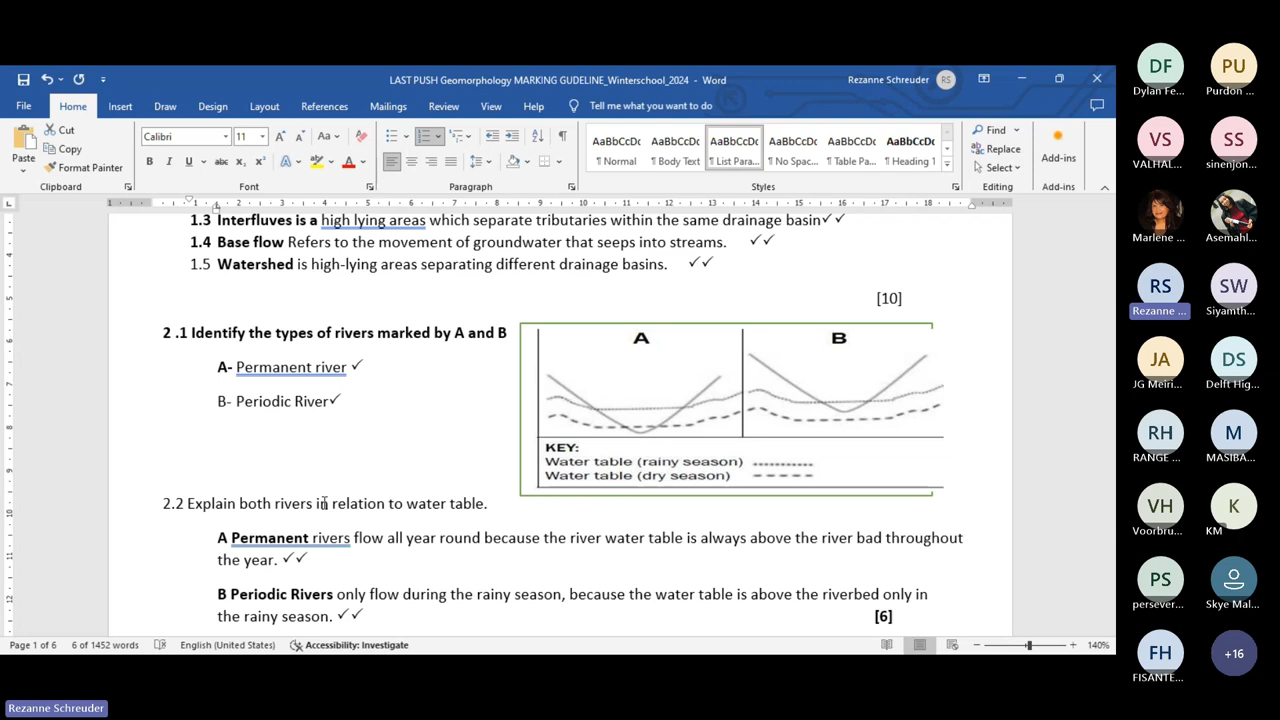 LAST PUSH Geomorphology MARKING GUDELINE_Winterschool_2024 - Word
Rezanne Schreuder RS
File Home Insert Draw Design Layout References Mailings Review View Help Tell me what you want to do
Paste
Cut
Copy
Format Painter
Clipboard
Calibri 11
Font
Paragraph
AaBbCcDc AaBbCcDc AaBbCcDc AaBbCcDc AaBbCcDc AaBbCcDc
¶ Normal ¶ Body Text ¶ List Para... ¶ No Spac... ¶ Table Pa... ¶ Heading 1
Styles
Find
Replace
Select
Editing
Add-ins
Add-ins
1.3 Interfluves is a high lying areas which separate tributaries within the same drainage basin✓✓
1.4 Base flow Refers to the movement of groundwater that seeps into streams. ✓✓
1.5 Watershed is high-lying areas separating different drainage basins. ✓✓
[10]
2 .1 Identify the types of rivers marked by A and B
A- Permanent river ✓
B- Periodic River✓
A B
KEY:
Water table (rainy season)
Water table (dry season)
2.2 Explain both rivers in relation to water table.
A Permanent rivers flow all year round because the river water table is always above the river bad throughout
the year. ✓✓
B Periodic Rivers only flow during the rainy season, because the water table is above the riverbed only in
the rainy season. ✓✓ [6]
Page 1 of 6 6 of 1452 words English (United States) Accessibility: Investigate 140%
DF PU
Dylan Fe... Purdon ...
VS SS
VALHAL... sinenjon...
Marlene ... Asemahl...
RS SW
Rezanne ... Siyamth...
JA DS
JG Meiri... Delft Hig...
RH M
RANGE ... MASIBA...
VH K
Voorbru... KM
PS
persever... Skye Mal...
FH +16
FISANTE...
Rezanne Schreuder